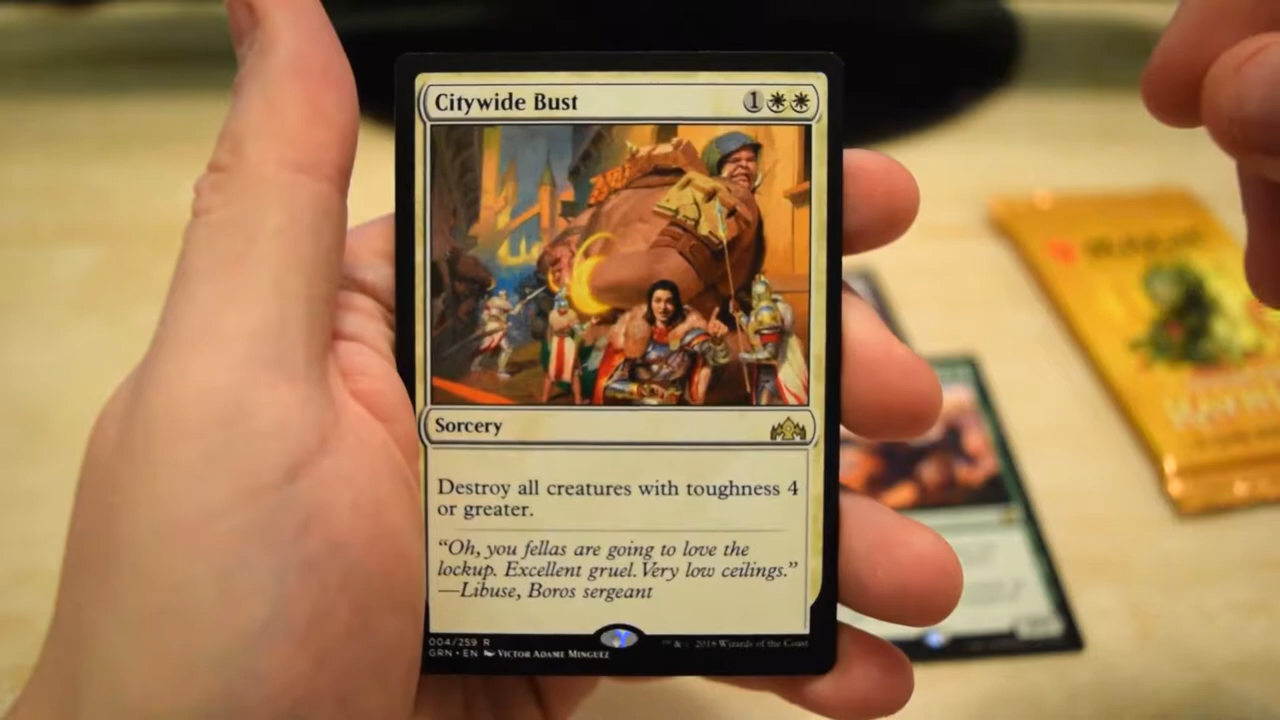 Citywide Bust 1
Sorcery
Destroy all creatures with toughness 4
or greater.
“Oh, you fellas are going to love the
lockup. Excellent gruel. Very low ceilings.”
—Libuse, Boros sergeant
004/259 R
GRN • EN VICTOR ADAME MINGUEZ
™ & 2018 Wizards of the Coast